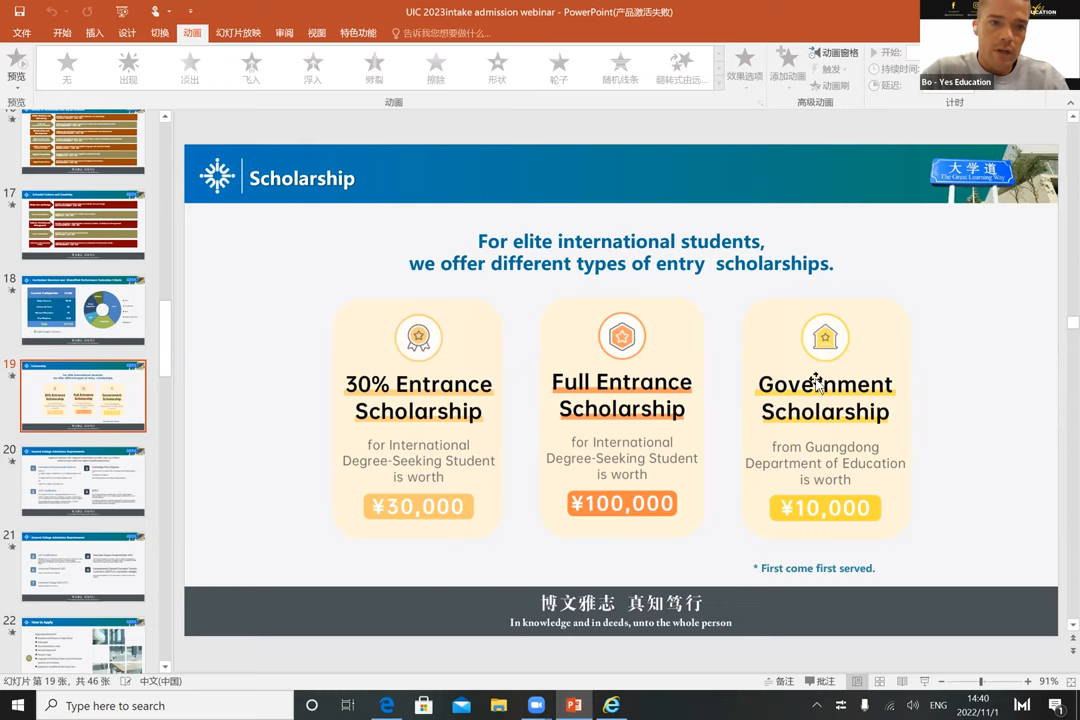 UIC 2023intake admission webinar - PowerPoint(产品激活失败)
文件 开始 插入 设计 切换 动画 幻灯片放映 审阅 视图 特色功能 告诉我您想要做什么...
预览 无 出现 淡出 飞入 浮入 劈裂 擦除 形状 轮子 随机线条 翻转式由远... 效果选项 添加动画
动画窗格
触发
动画刷
开始:
持续时间:
延迟:
预览 动画 高级动画 计时
Bo - Yes Education
17
18
19
20
21
22
Scholarship
大学道
The Great Learning Way
For elite international students,
we offer different types of entry scholarships.
30% Entrance
Scholarship
for International
Degree-Seeking Student
is worth
¥30,000
Full Entrance
Scholarship
for International
Degree-Seeking Student
is worth
¥100,000
Government
Scholarship
from Guangdong
Department of Education
is worth
¥10,000
* First come first served.
博文雅志 真知笃行
In knowledge and in deeds, unto the whole person
幻灯片 第 19 张，共 46 张 中文(中国) 备注 批注 91%
Type here to search
ENG
14:40
2022/11/1